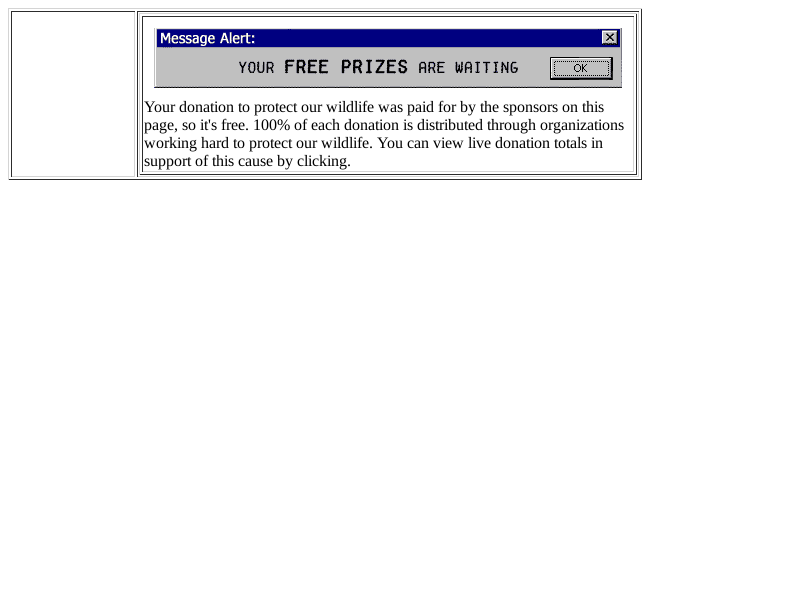 Message Alert:
YOUR FREE PRIZES ARE WAITING
OK
Your donation to protect our wildlife was paid for by the sponsors on this
page, so it's free. 100% of each donation is distributed through organizations
working hard to protect our wildlife. You can view live donation totals in
support of this cause by clicking.